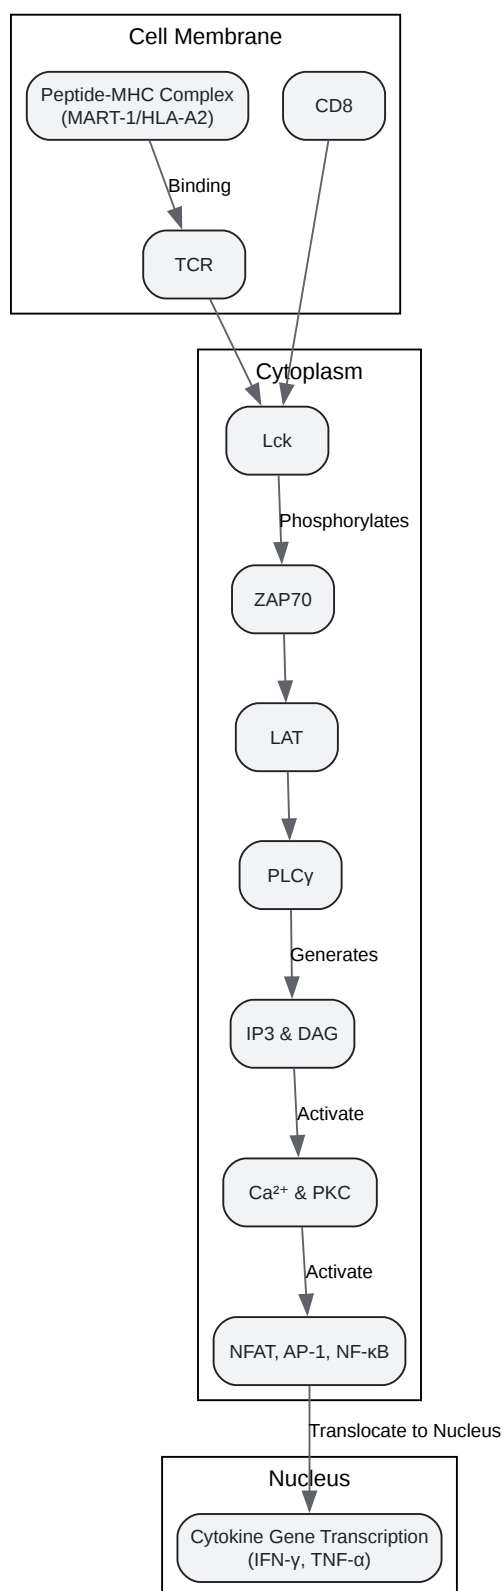 Cell Membrane
Peptide-MHC Complex
(MART-1/HLA-A2)
CD8
Binding
TCR
Cytoplasm
Lck
Phosphorylates
ZAP70
LAT
PLCγ
Generates
IP3 & DAG
Activate
Ca²⁺ & PKC
Activate
NFAT, AP-1, NF-κB
Translocate to Nucleus
Nucleus
Cytokine Gene Transcription
(IFN-γ, TNF-α)